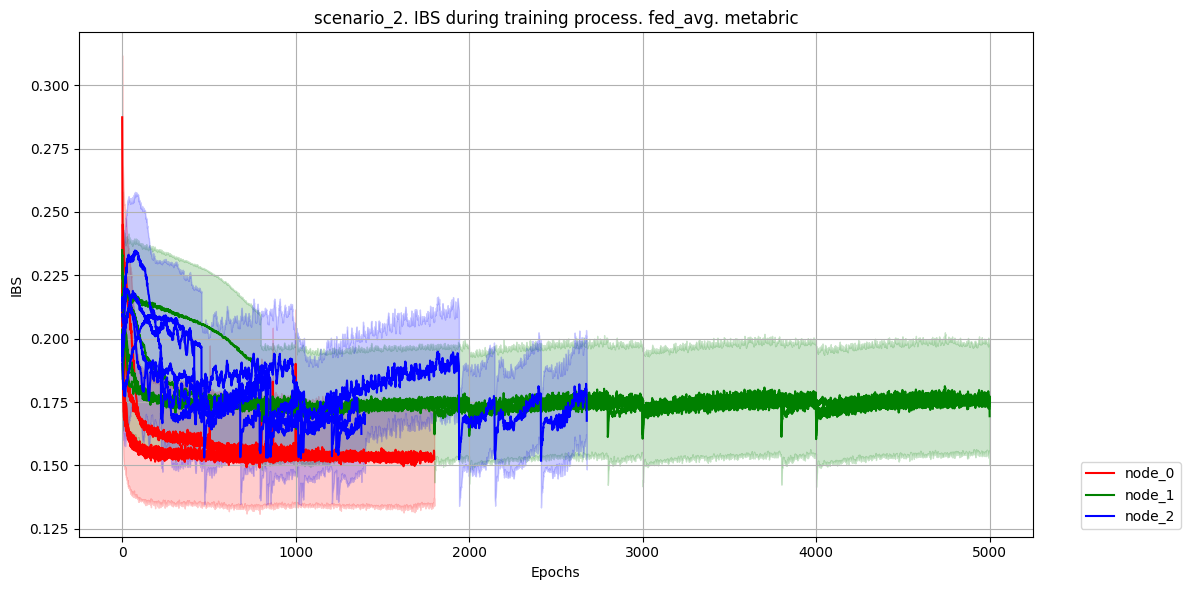 scenario_2. IBS during training process. fed_avg. metabric
0.300
0.275
0.250
0.225
0.200
0.175
0.150
0.125
IBS
0
1000
2000
3000
4000
5000
Epochs
node_0
node_1
node_2